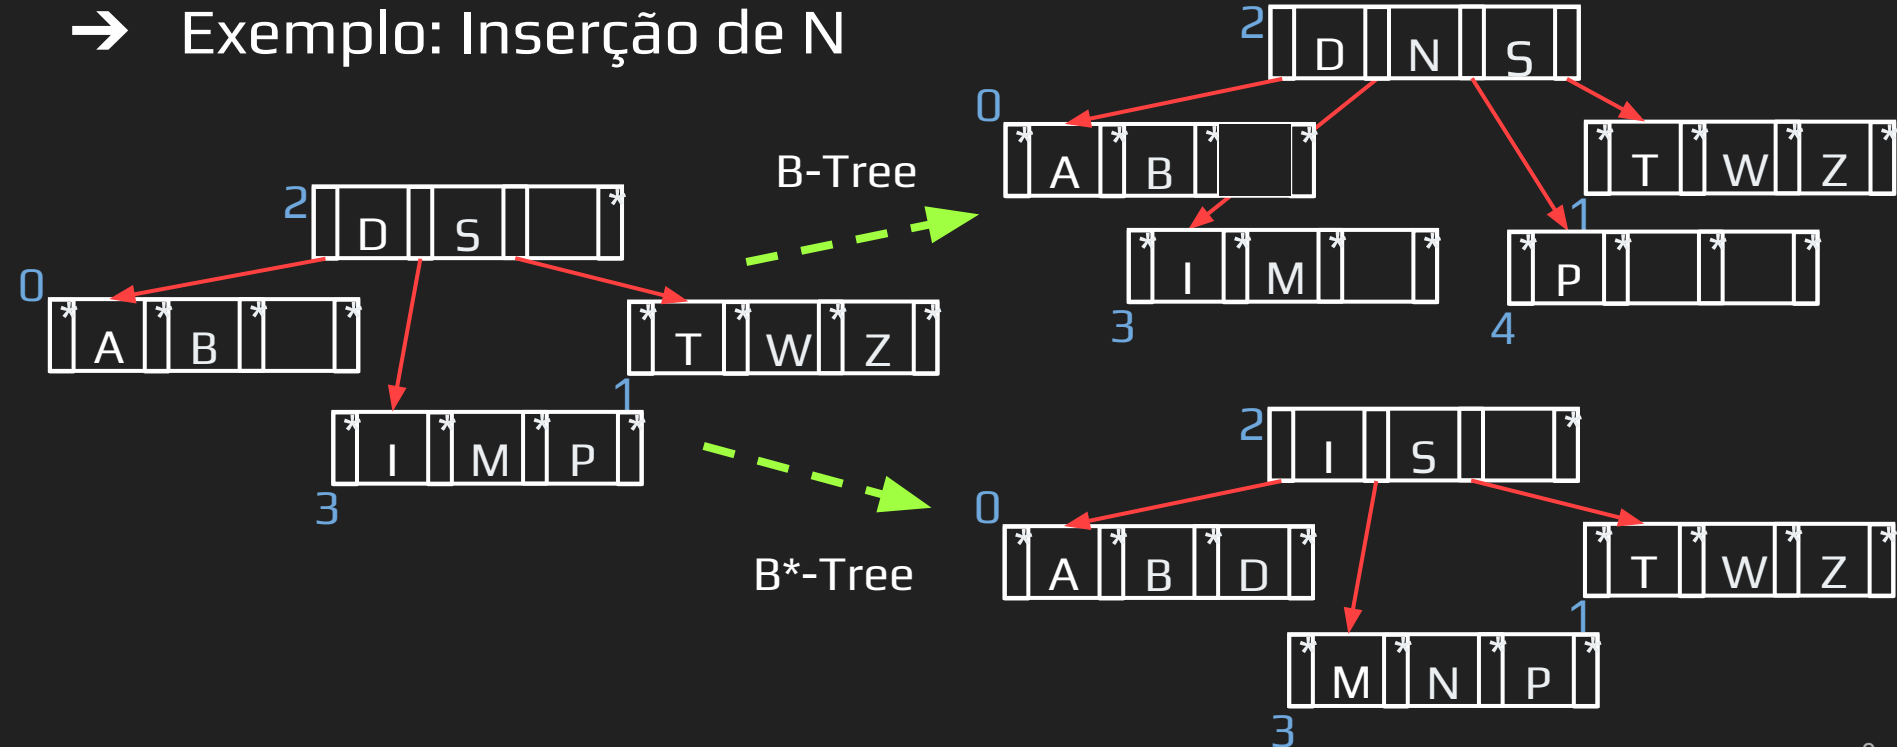 ➔ Exemplo: Inserção de N
2 D S *
0 * A * B * *
* T * W * Z *
1
* I * M * P *
3
B-Tree
2 D N S
0 * A * B * *
* T * W * Z *
1
* I * M * *
3
* P * * *
4
B*-Tree
2 I S *
0 * A * B * D *
* T * W * Z *
1
* M * N * P *
3